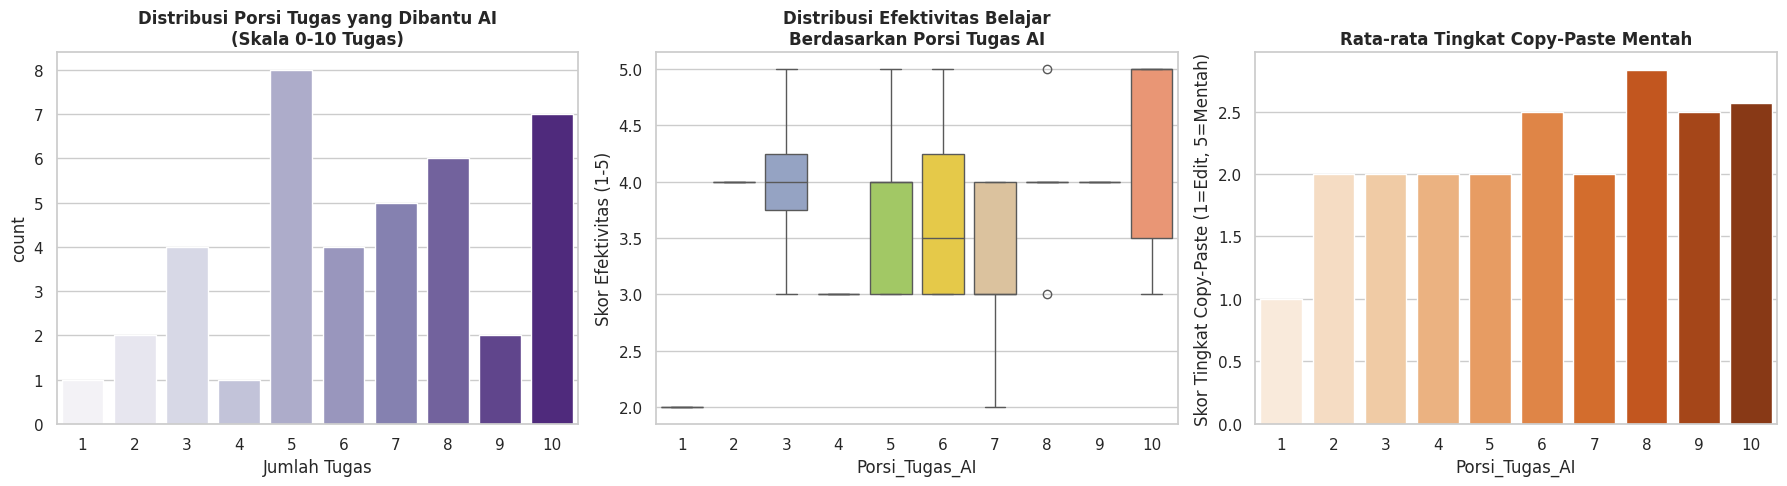 Distribusi Porsi Tugas yang Dibantu AI
(Skala 0-10 Tugas)
count
8
7
6
5
4
3
2
1
0
1 2 3 4 5 6 7 8 9 10
Jumlah Tugas
Distribusi Efektivitas Belajar
Berdasarkan Porsi Tugas AI
Skor Efektivitas (1-5)
5.0
4.5
4.0
3.5
3.0
2.5
2.0
1 2 3 4 5 6 7 8 9 10
Porsi_Tugas_AI
Rata-rata Tingkat Copy-Paste Mentah
Skor Tingkat Copy-Paste (1=Edit, 5=Mentah)
2.5
2.0
1.5
1.0
0.5
0.0
1 2 3 4 5 6 7 8 9 10
Porsi_Tugas_AI